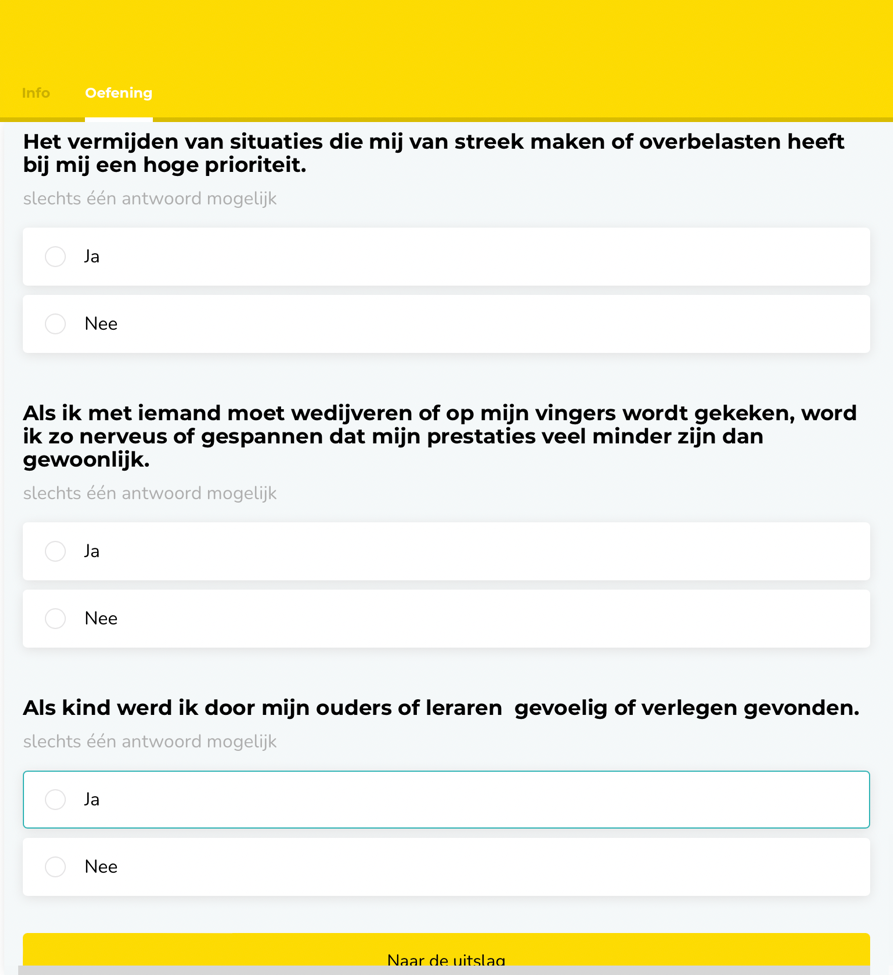 Info
Oefening
Het vermijden van situaties die mij van streek maken of overbelasten heeft
bij mij een hoge prioriteit.
slechts één antwoord mogelijk
Ja
Nee
Als ik met iemand moet wedijveren of op mijn vingers wordt gekeken, word
ik zo nerveus of gespannen dat mijn prestaties veel minder zijn dan
gewoonlijk.
slechts één antwoord mogelijk
Ja
Nee
Als kind werd ik door mijn ouders of leraren  gevoelig of verlegen gevonden.
slechts één antwoord mogelijk
Ja
Nee
Naar de uitslag